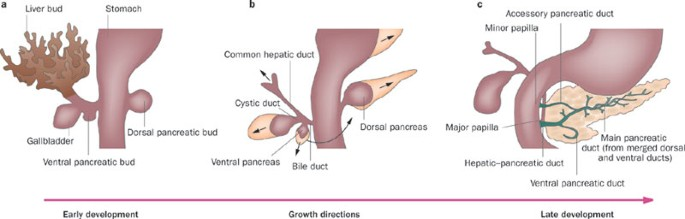 a
Liver bud
Stomach
Gallbladder
Dorsal pancreatic bud
Ventral pancreatic bud
b
Common hepatic duct
Cystic duct
Dorsal pancreas
Ventral pancreas
Bile duct
c
Accessory pancreatic duct
Minor papilla
Major papilla
Main pancreatic
duct (from merged dorsal
and ventral ducts)
Hepatic–pancreatic duct
Ventral pancreatic duct
Early development
Growth directions
Late development